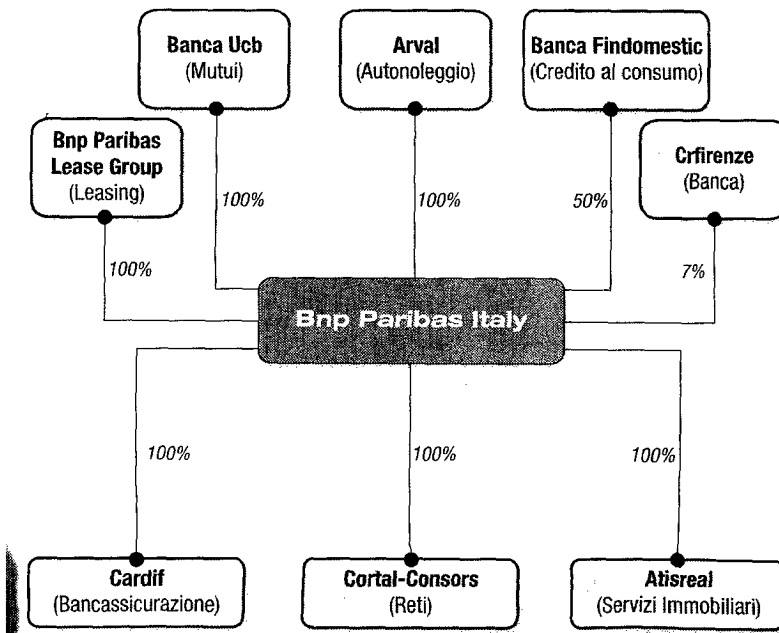 Banca Ucb
(Mutui)
Arval
(Autonoleggio)
Banca Findomestic
(Credito al consumo)
Bnp Paribas
Lease Group
(Leasing)
Crfirenze
(Banca)
100%
100%
50%
100%
7%
Bnp Paribas Italy
100%
100%
100%
Cardif
(Bancassicurazione)
Cortal-Consors
(Reti)
Atisreal
(Servizi Immobiliari)